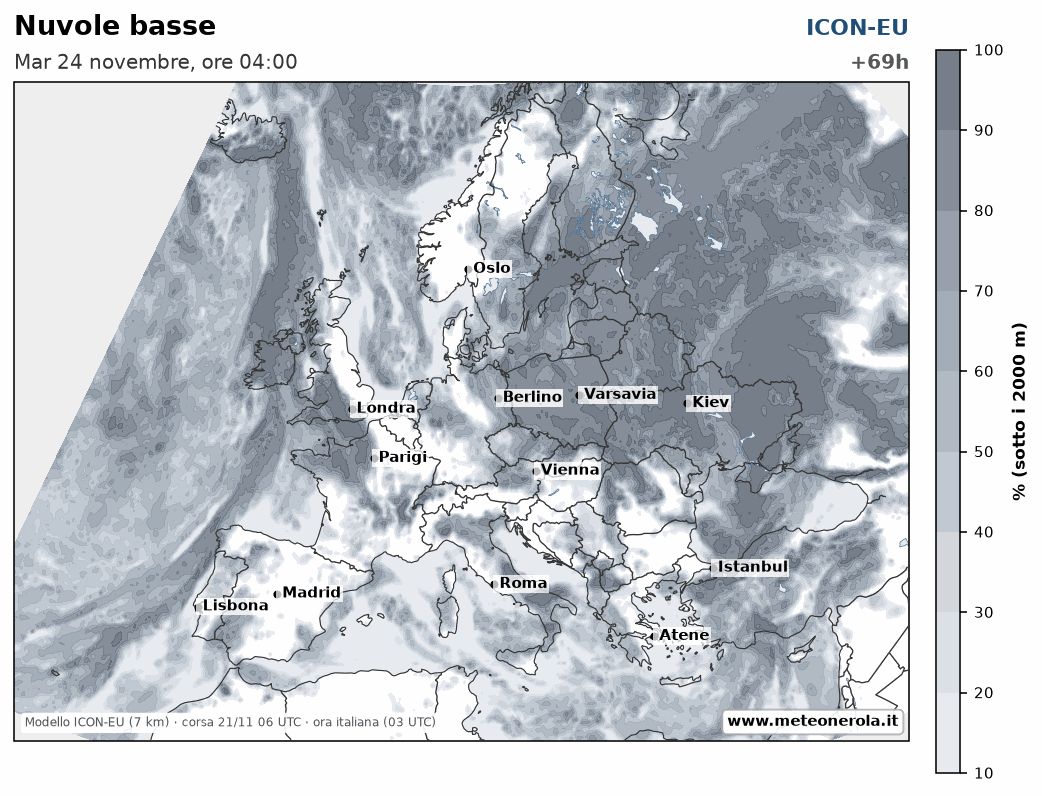 Nuvole basse
ICON-EU
Mar 24 novembre, ore 04:00
+69h
100
90
80
70
60
50
40
30
20
10
% (sotto i 2000 m)
Oslo
Berlino
Varsavia
Kiev
Londra
Parigi
Vienna
Istanbul
Roma
Madrid
Lisbona
Atene
Modello ICON-EU (7 km) · corsa 21/11 06 UTC · ora italiana (03 UTC)
www.meteonerola.it